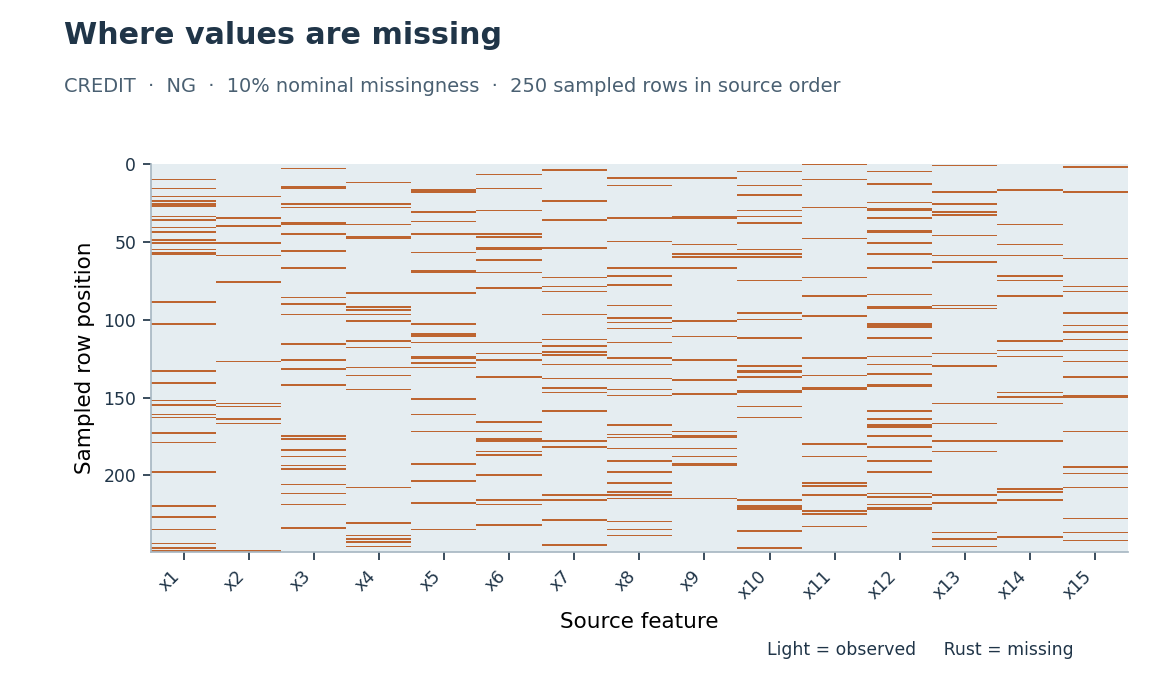 Where values are missing
CREDIT · NG · 10% nominal missingness · 250 sampled rows in source order
0
50
100
150
200
Sampled row position
x1 x2 x3 x4 x5 x6 x7 x8 x9 x10 x11 x12 x13 x14 x15
Source feature
Light = observed Rust = missing